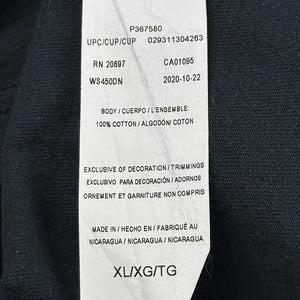 P367580
UPC/CUP/CUP 029311304263
RN 20697 CA01095
WS450DN 2020-10-22
BODY / CUERPO / L'ENSEMBLE:
100% COTTON / ALGODÓN/ COTON
EXCLUSIVE OF DECORATION / TRIMMINGS
EXCLUSIVO PARA DECORACIÓN / ADORNOS
ORNEMENT ET GARNITURE NON COMPRIS
MADE IN / HECHO EN / FABRIQUÉ AU
NICARAGUA / NICARAGUA / NICARAGUA
XL/XG/TG